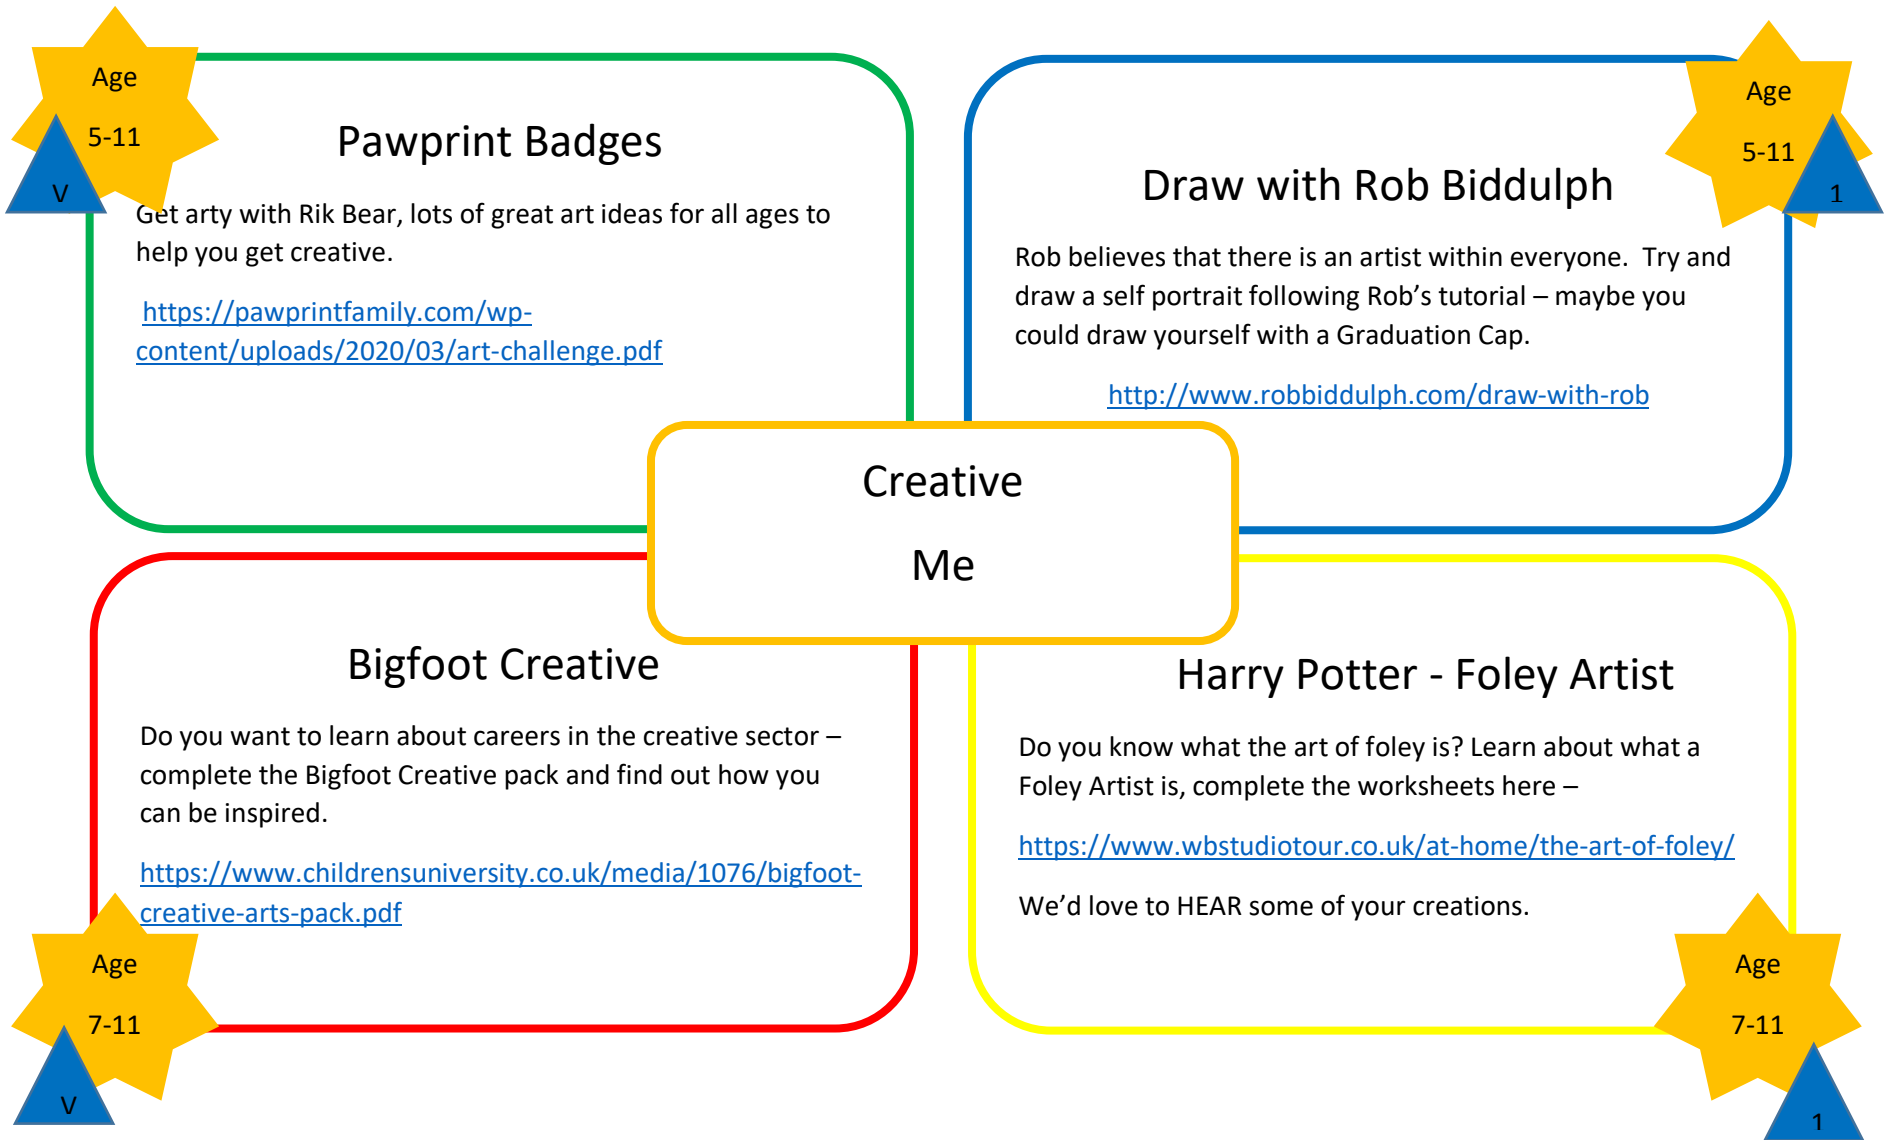 Age
5-11
V
Pawprint Badges
Get arty with Rik Bear, lots of great art ideas for all ages to
help you get creative.
https://pawprintfamily.com/wp-
content/uploads/2020/03/art-challenge.pdf
Age
5-11
1
Draw with Rob Biddulph
Rob believes that there is an artist within everyone.  Try and
draw a self portrait following Rob’s tutorial – maybe you
could draw yourself with a Graduation Cap.
http://www.robbiddulph.com/draw-with-rob
Creative
Me
Bigfoot Creative
Do you want to learn about careers in the creative sector –
complete the Bigfoot Creative pack and find out how you
can be inspired.
https://www.childrensuniversity.co.uk/media/1076/bigfoot-
creative-arts-pack.pdf
Age
7-11
V
Harry Potter - Foley Artist
Do you know what the art of foley is? Learn about what a
Foley Artist is, complete the worksheets here –
https://www.wbstudiotour.co.uk/at-home/the-art-of-foley/
We’d love to HEAR some of your creations.
Age
7-11
1